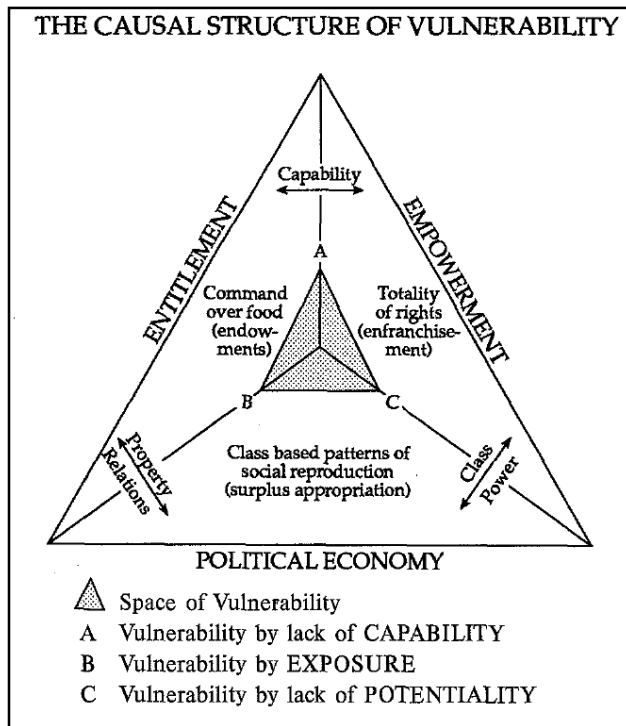 THE CAUSAL STRUCTURE OF VULNERABILITY
Capability
ENTITLEMENT
EMPOWERMENT
A
Command
over food
(endow-
ments)
Totality
of rights
(enfranchise-
ment)
B
C
Property
Relations
Class based patterns of
social reproduction
(surplus appropriation)
Class
Power
POLITICAL ECONOMY
Space of Vulnerability
A Vulnerability by lack of CAPABILITY
B Vulnerability by EXPOSURE
C Vulnerability by lack of POTENTIALITY